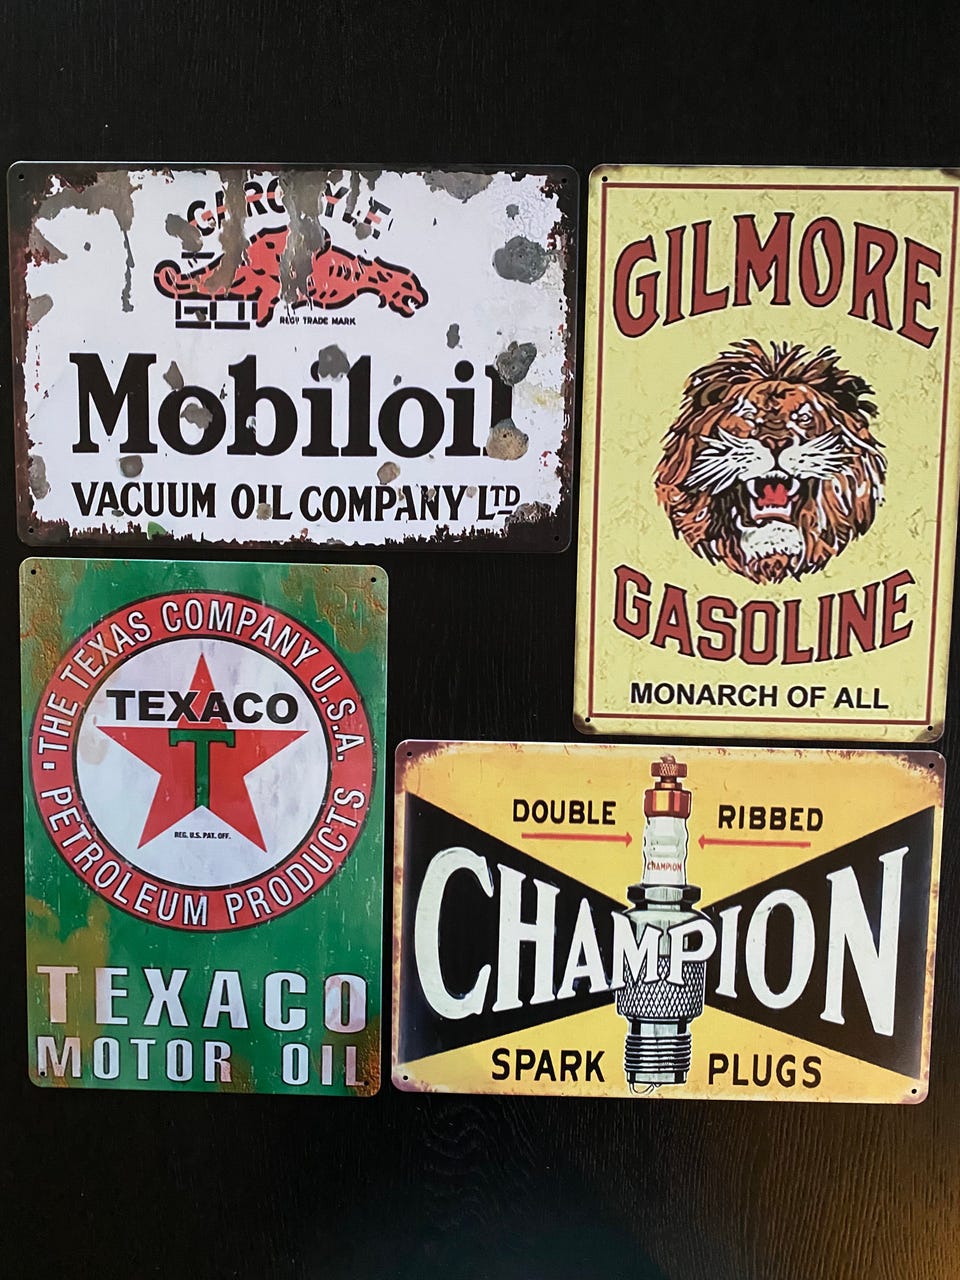 GARGOYLE
REGD TRADE MARK
Mobiloil
VACUUM OIL COMPANY LTD
GILMORE
GASOLINE
MONARCH OF ALL
THE TEXAS COMPANY U.S.A.
TEXACO
T
REG. U.S. PAT. OFF.
PETROLEUM PRODUCTS
TEXACO
MOTOR OIL
DOUBLE RIBBED
CHAMPION
CHAMPION
SPARK PLUGS